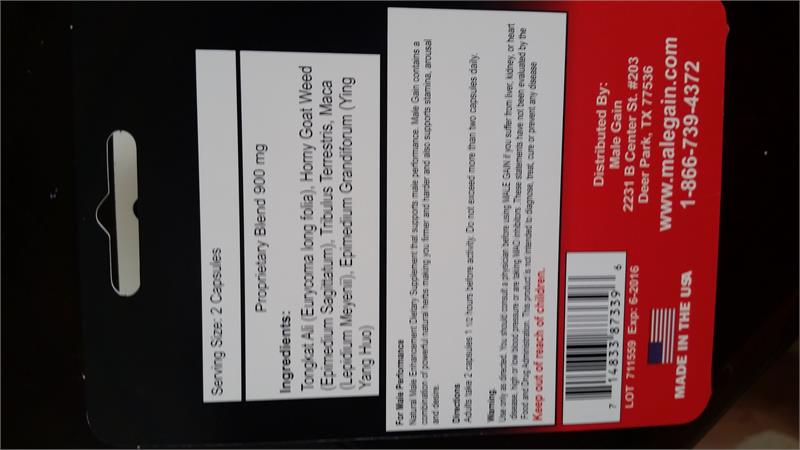 Serving Size: 2 Capsules
Proprietary Blend 900 mg
Ingredients:
Tongkat Ali (Eurycoma long folia), Horny Goat Weed
(Epimedium Sagittatum), Tribulus Terrestris, Maca
(Lepidium Meyenii), Epimedium Grandiforum (Ying
Yang Huo)
For Male Performance
Natural Male Enhancement Dietary Supplement that supports male performance. Male Gain contains a
combination of powerful natural herbs making you firmer and harder and also supports stamina, arousal
and desire.
Directions
Adults take 2 capsules 1 1/2 hours before activity. Do not exceed more than two capsules daily.
Warning:
Use only as directed. You should consult a physician before using MALE GAIN if you suffer from liver, kidney, or heart
disease, high or low blood pressure or are taking MAO inhibitors. These statements have not been evaluated by the
Food and Drug Administration. This product is not intended to diagnose, treat, cure or prevent any disease
Keep out of reach of children.
7 14833 87339 6
LOT 711559 Exp: 6-2016
MADE IN THE USA
Distributed By:
Male Gain
2231 B Center St. #203
Deer Park, TX 77536
www.malegain.com
1-866-739-4372